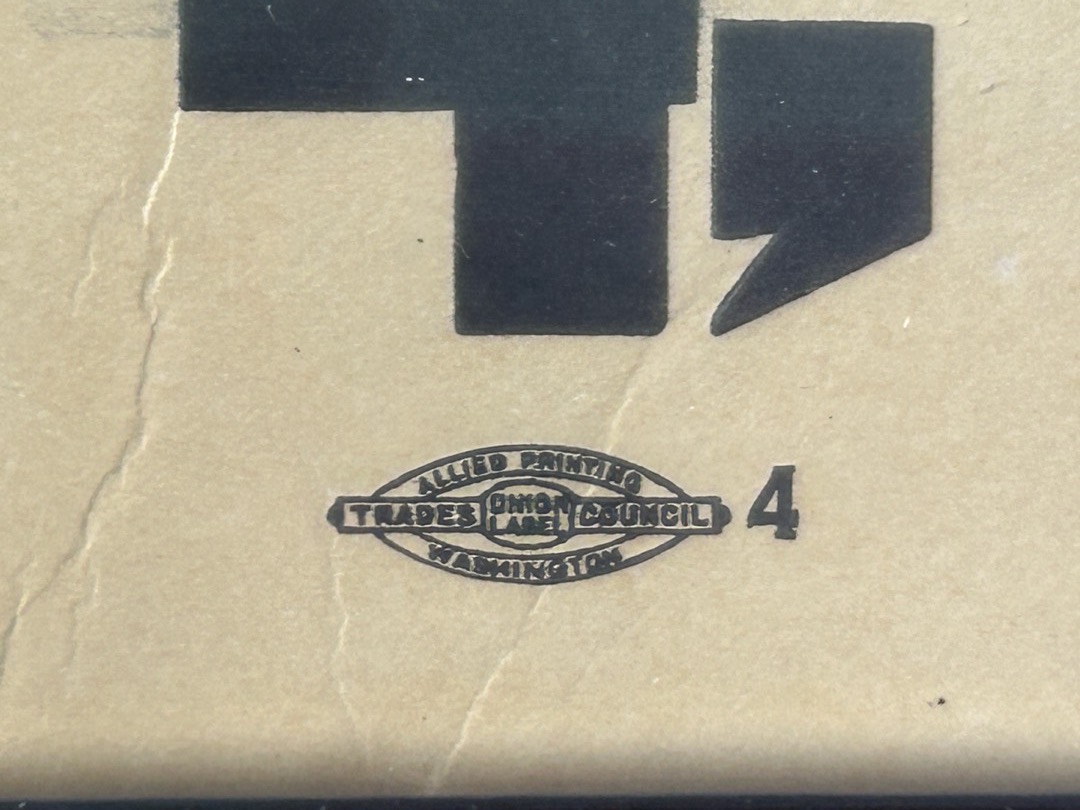 ALLIED PRINTING
TRADES UNION LABEL COUNCIL
WASHINGTON
4